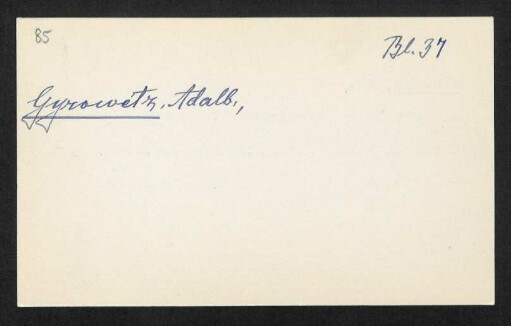 85
Bl. 37
Gyrowetz, Adalb.,